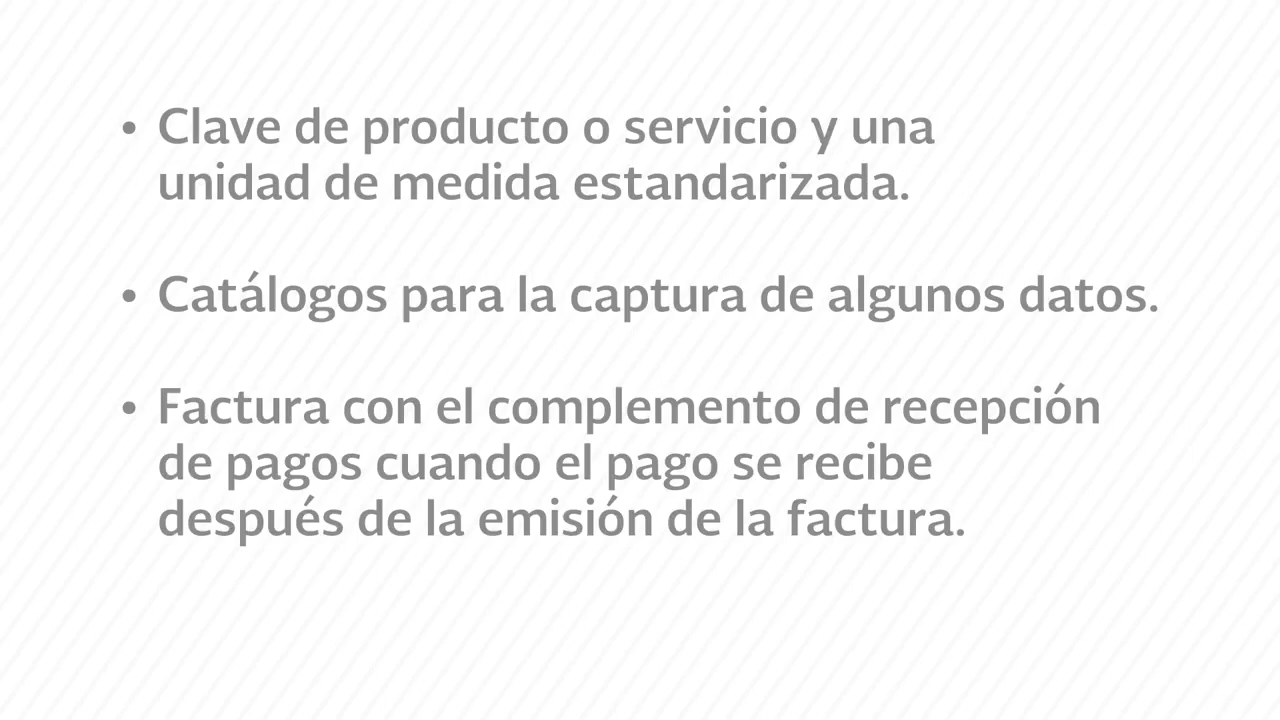 • Clave de producto o servicio y una
unidad de medida estandarizada.
• Catálogos para la captura de algunos datos.
• Factura con el complemento de recepción
de pagos cuando el pago se recibe
después de la emisión de la factura.